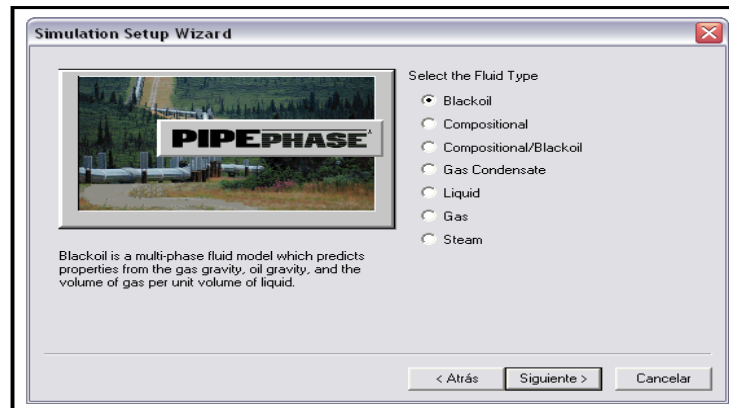 Simulation Setup Wizard
PIPEPHASE
Select the Fluid Type
Blackoil
Compositional
Compositional/Blackoil
Gas Condensate
Liquid
Gas
Steam
Blackoil is a multi-phase fluid model which predicts
properties from the gas gravity, oil gravity, and the
volume of gas per unit volume of liquid.
< Atrás
Siguiente >
Cancelar